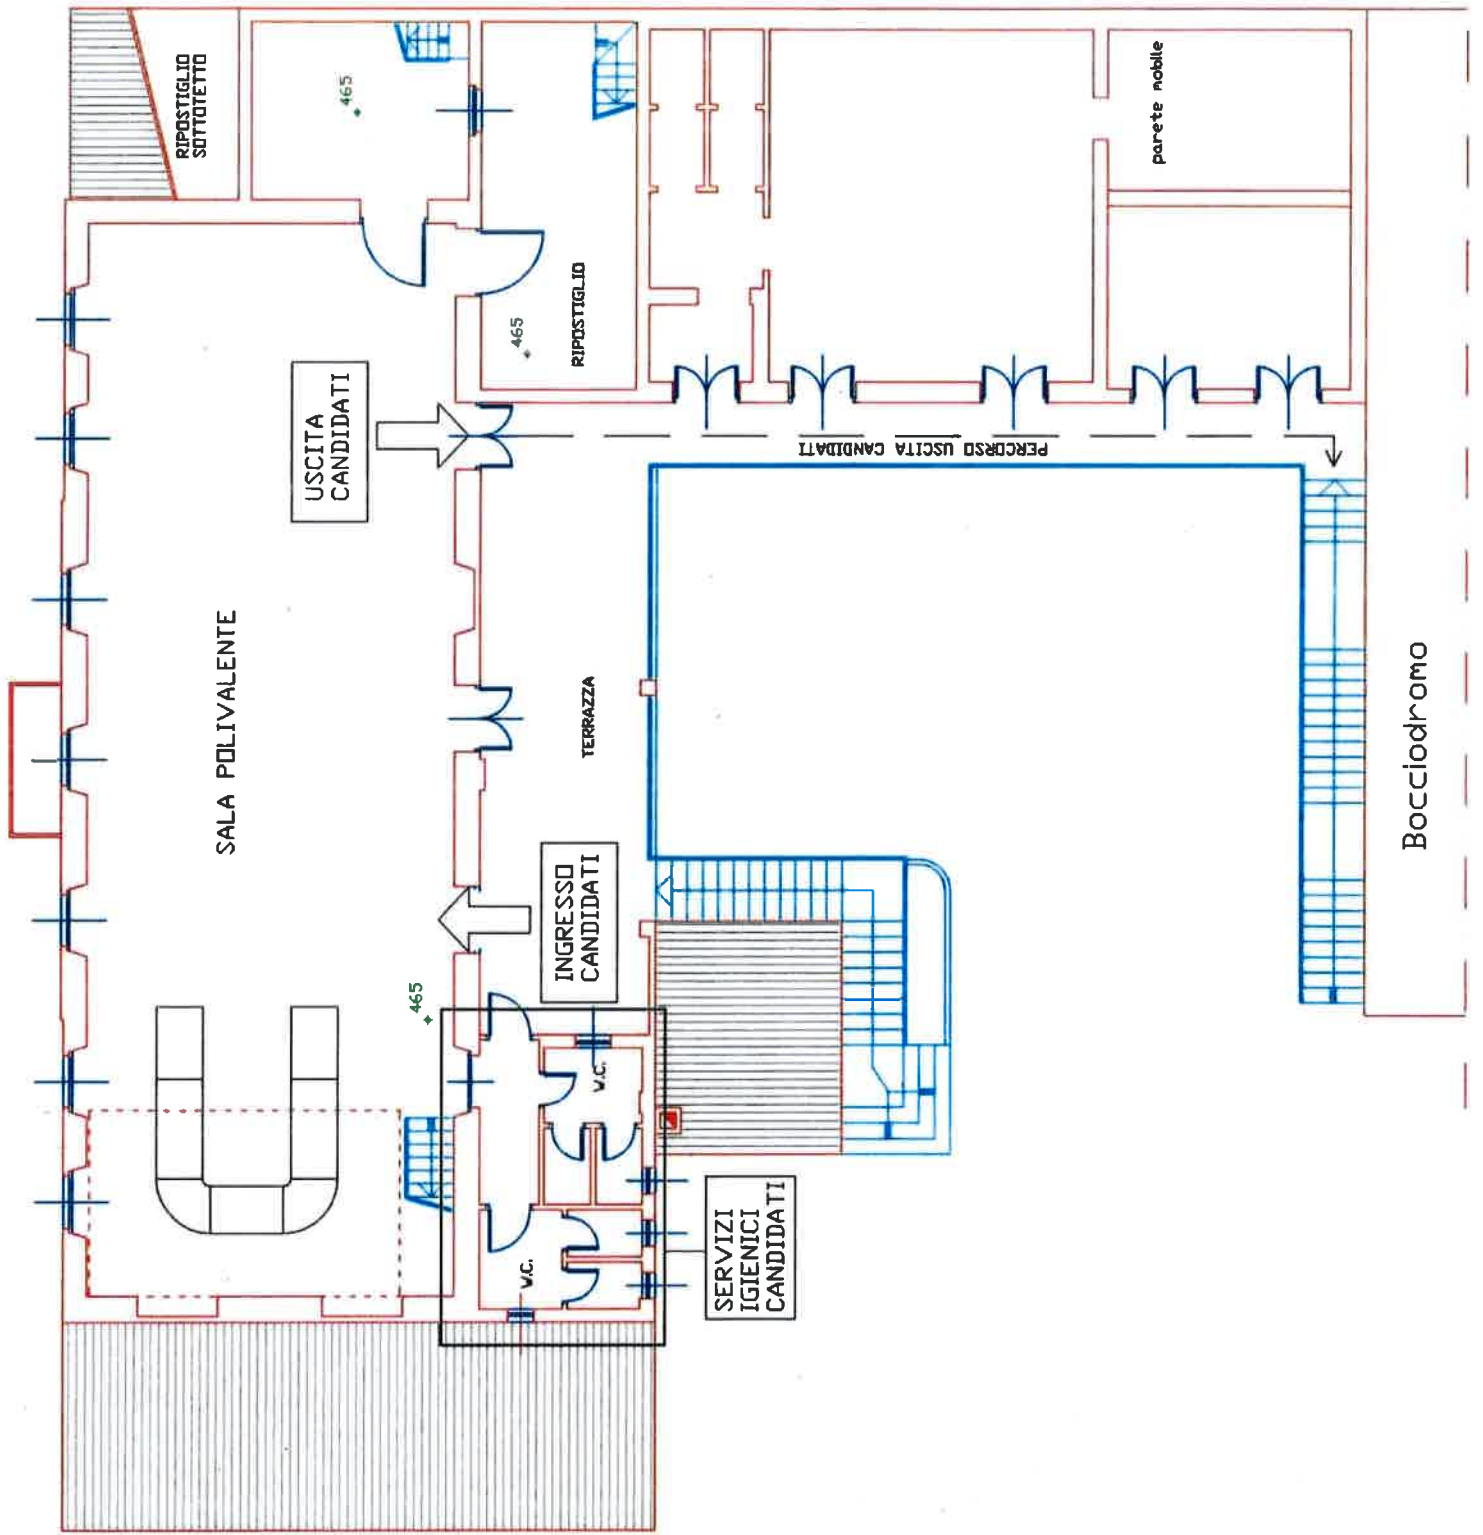 RIPOSTIGLIO
SOTTOTETTO
465
parete mobile
465
RIPOSTIGLIO
USCITA
CANDIDATI
PERCORSO USCITA CANDIDATI
SALA POLIVALENTE
TERRAZZA
Bocciodromo
INGRESSO
CANDIDATI
465
W.C.
W.C.
SERVIZI
IGIENICI
CANDIDATI